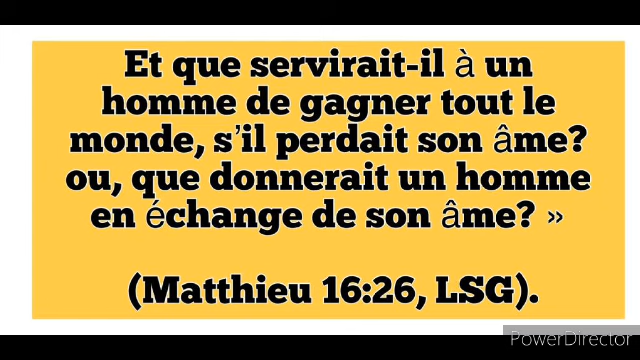 Et que servirait-il à un
homme de gagner tout le
monde, s'il perdait son âme?
ou, que donnerait un homme
en échange de son âme? »
(Matthieu 16:26, LSG).
PowerDirector